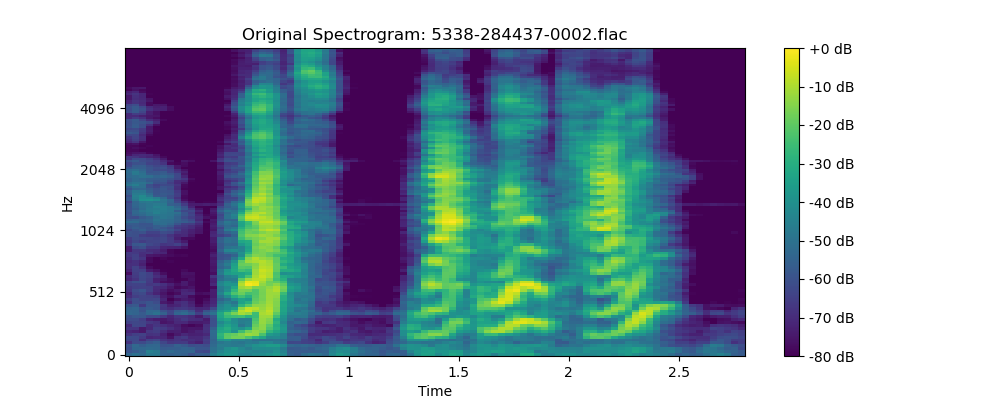 Original Spectrogram: 5338-284437-0002.flac
+0 dB
4096
-10 dB
-20 dB
2048
-30 dB
Hz
-40 dB
1024
-50 dB
512
-60 dB
-70 dB
0
-80 dB
0 0.5 1 1.5 2 2.5
Time